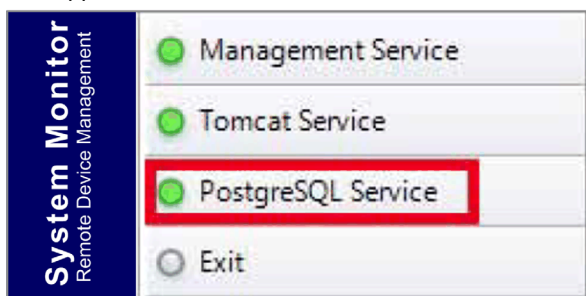 System Monitor
Remote Device Management
Management Service
Tomcat Service
PostgreSQL Service
Exit